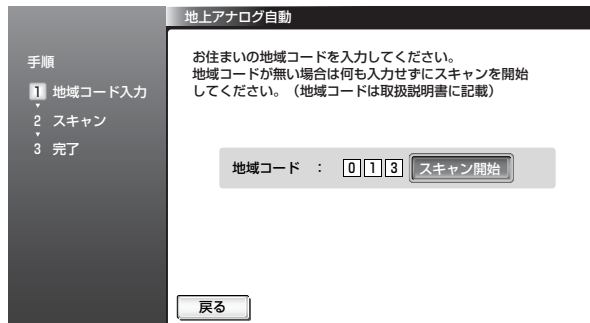 地上アナログ自動
手順
1 地域コード入力
2 スキャン
3 完了
お住まいの地域コードを入力してください。
地域コードが無い場合は何も入力せずにスキャンを開始
してください。（地域コードは取扱説明書に記載）
地域コード ： 0 1 3 スキャン開始
戻る